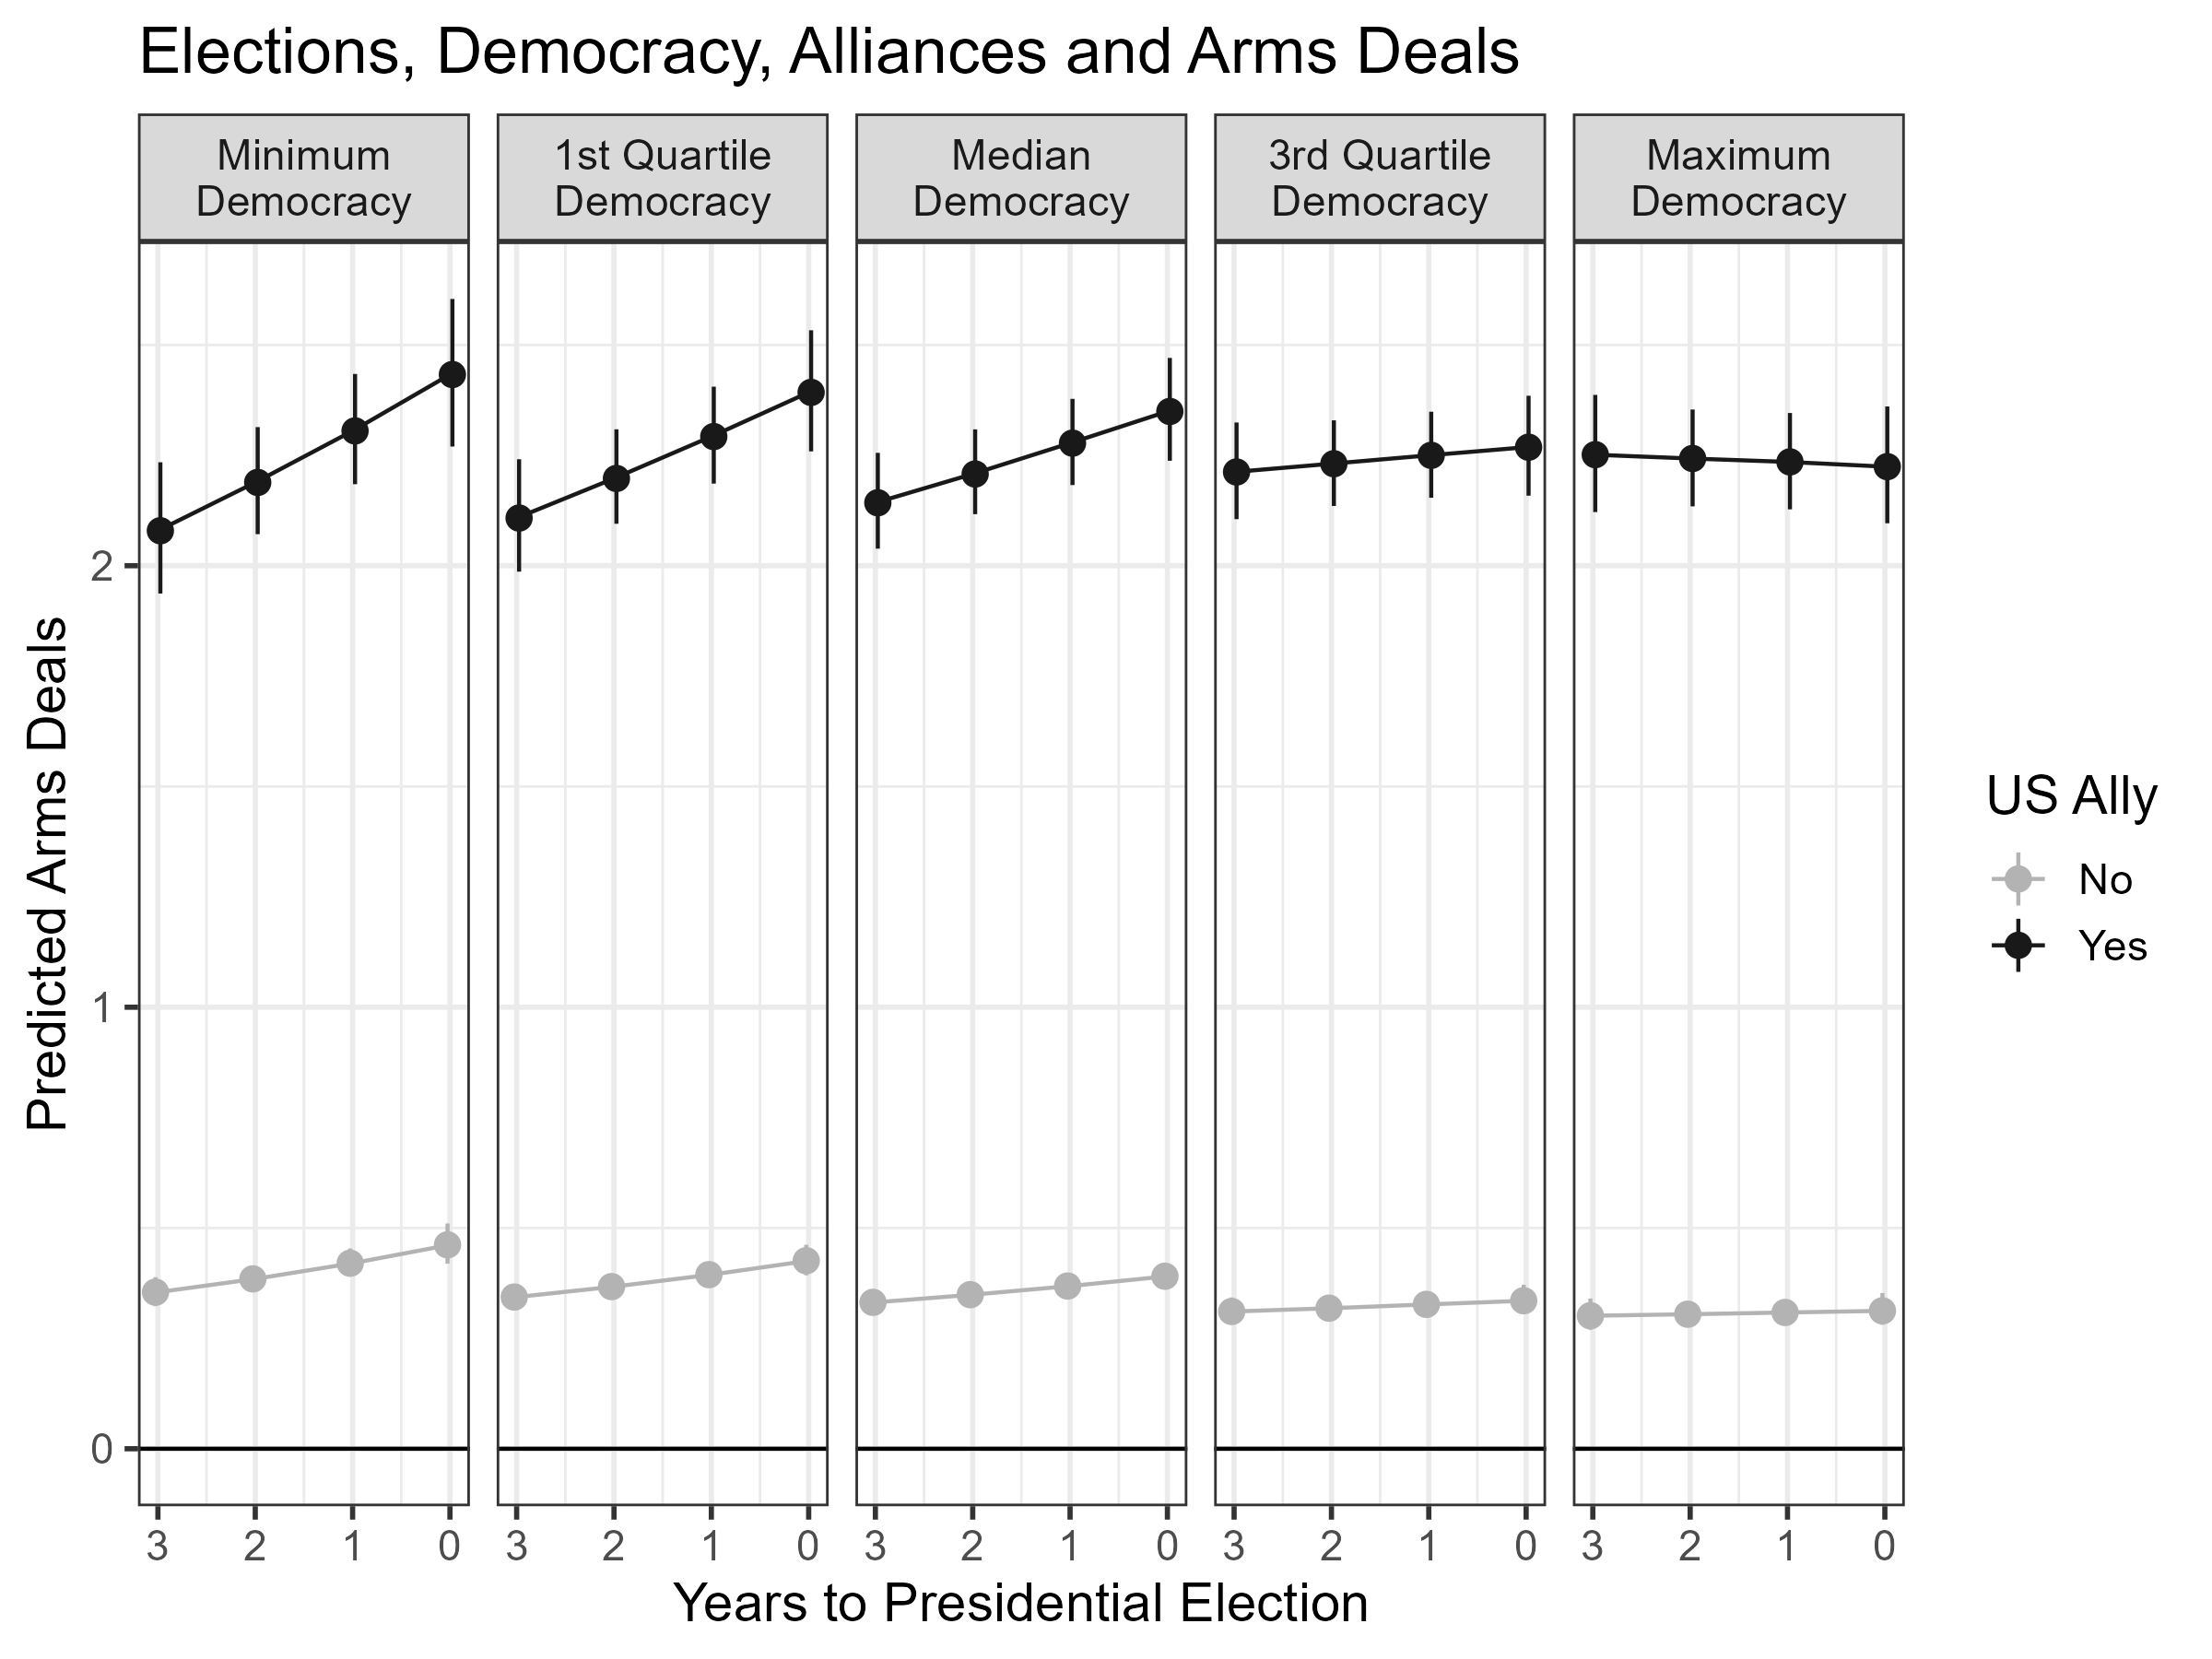 Elections, Democracy, Alliances and Arms Deals
Minimum
Democracy
1st Quartile
Democracy
Median
Democracy
3rd Quartile
Democracy
Maximum
Democracy
Predicted Arms Deals
2
1
0
3 2 1 0
3 2 1 0
3 2 1 0
3 2 1 0
3 2 1 0
Years to Presidential Election
US Ally
No
Yes